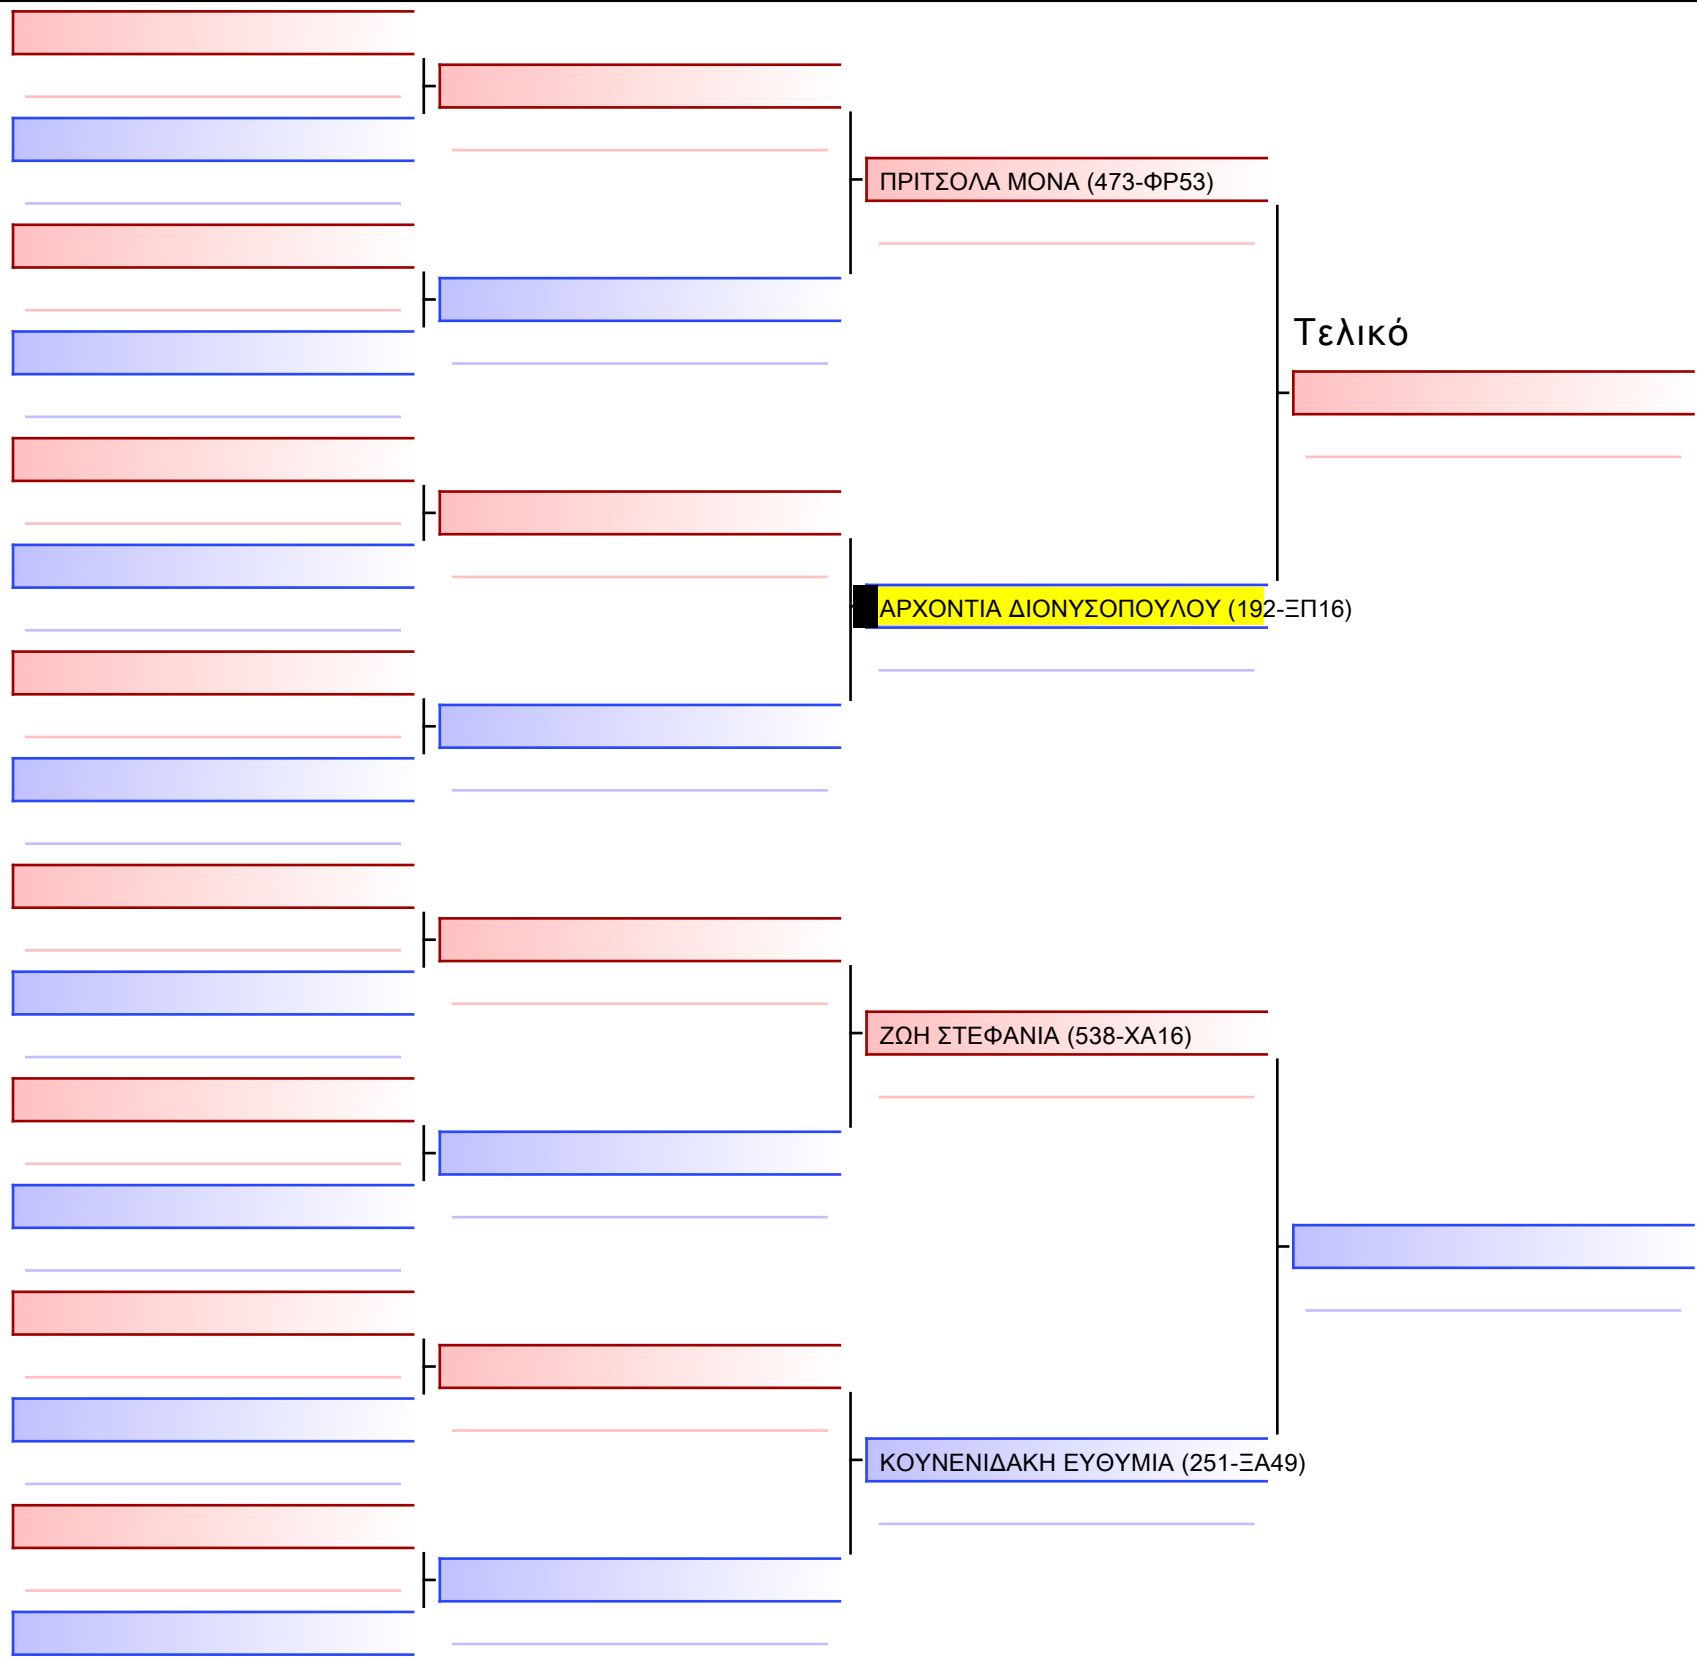 ΠΡΙΤΣΟΛΑ ΜΟΝΑ (473-ΦΡ53)
Τελικό
ΑΡΧΟΝΤΙΑ ΔΙΟΝΥΣΟΠΟΥΛΟΥ (192-ΞΠ16)
ΖΩΗ ΣΤΕΦΑΝΙΑ (538-ΧΑ16)
ΚΟΥΝΕΝΙΔΑΚΗ ΕΥΘΥΜΙΑ (251-ΞΑ49)